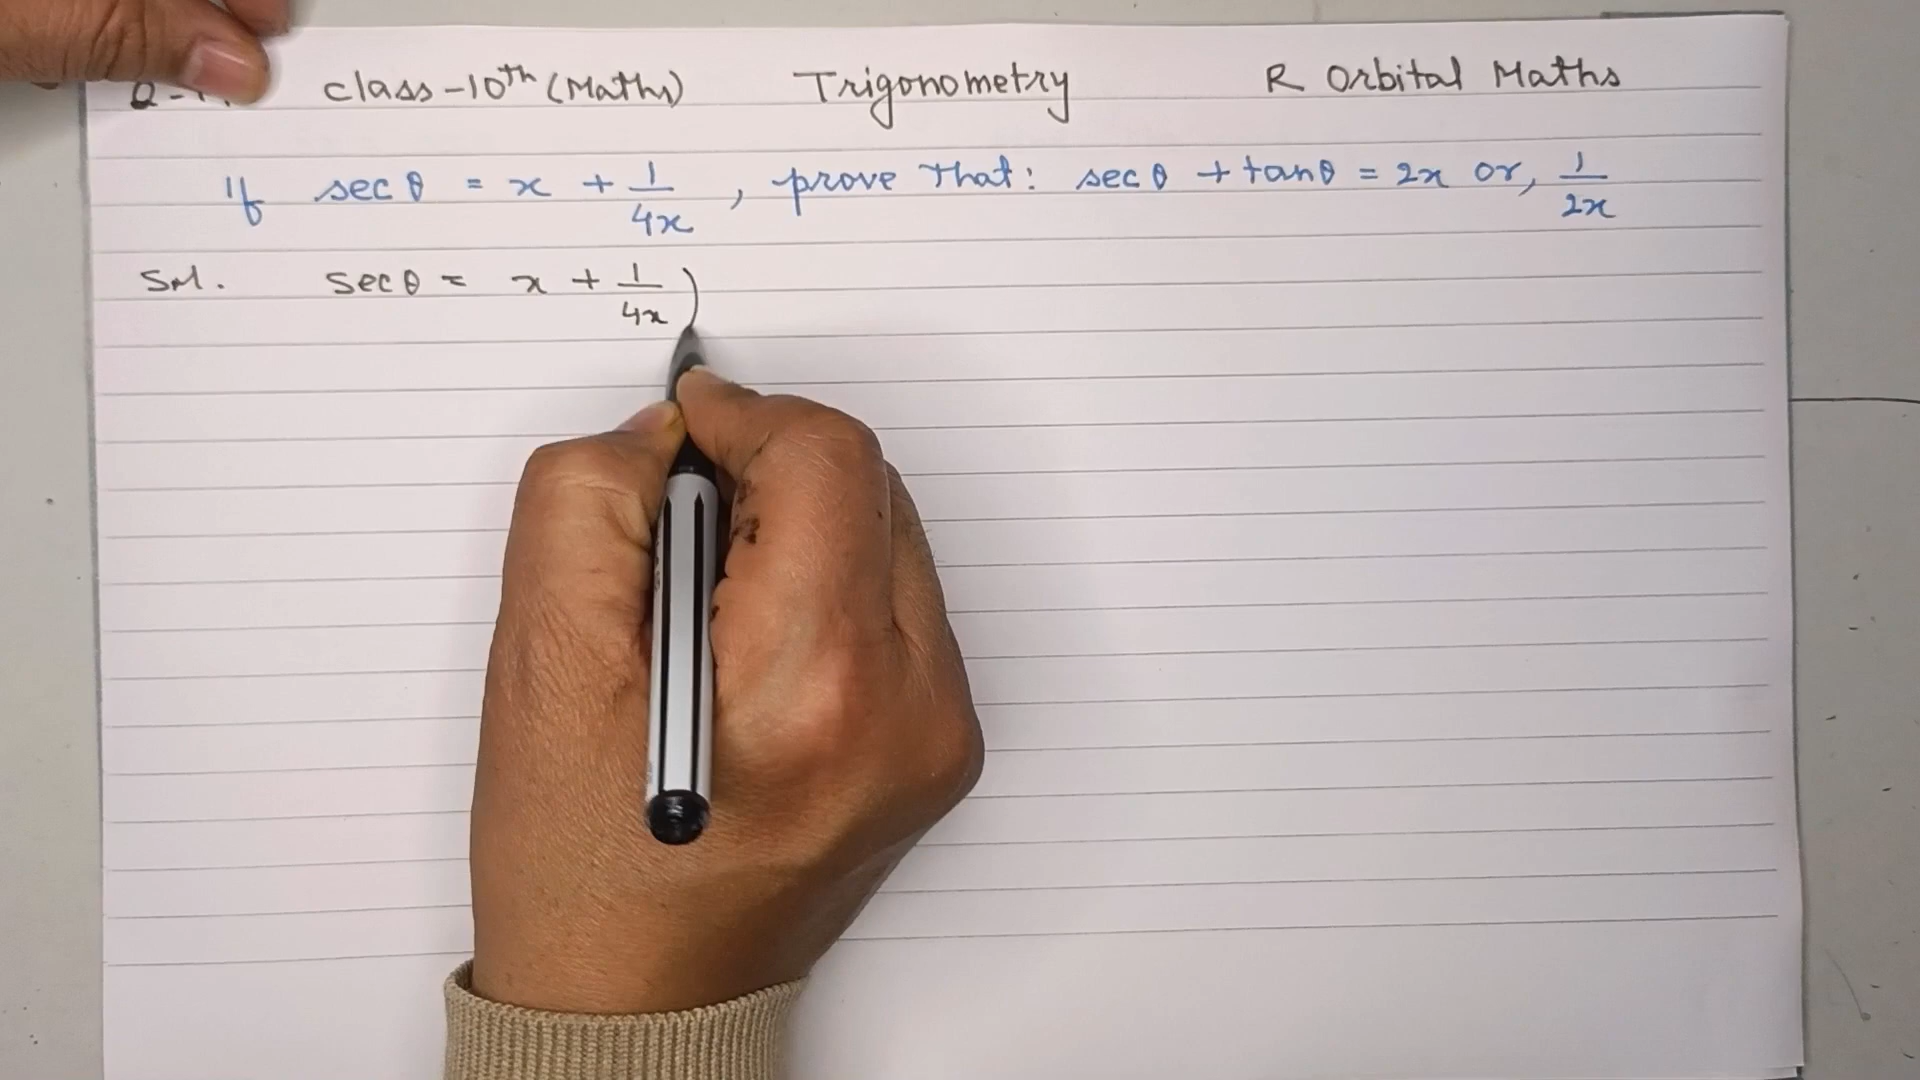 class-10th (Maths) Trigonometry R Orbital Maths
If sec θ = x + 1/4x , prove that: sec θ + tan θ = 2x or, 1/2x
Sol. sec θ = x + 1/4x )